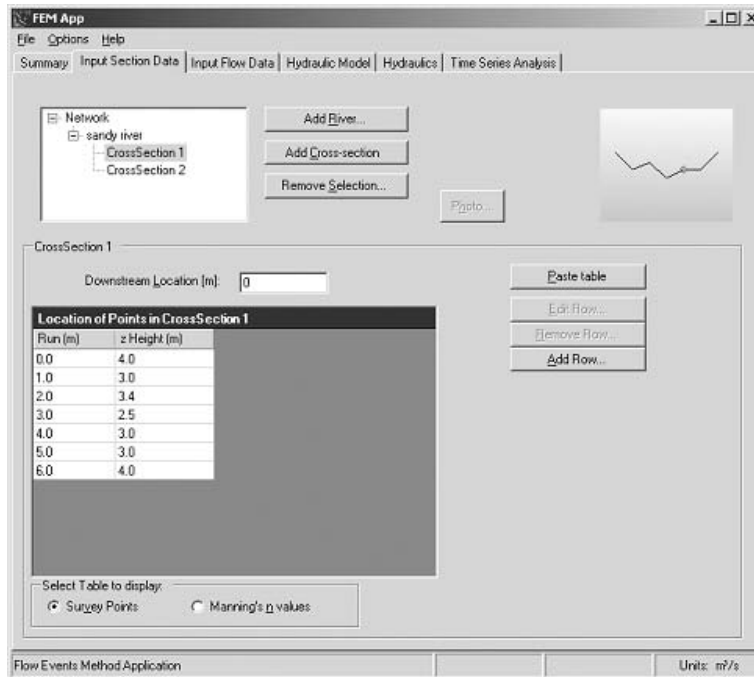 FEM App
File Options Help
Summary Input Section Data Input Flow Data Hydraulic Model Hydraulics Time Series Analysis
Network
sandy river
CrossSection 1
CrossSection 2
Add River...
Add Cross-section
Remove Selection...
Photo...
CrossSection 1
Downstream Location (m): 0
Paste table
Edit Row...
Remove Row...
Add Row...
Location of Points in CrossSection 1
Run (m) z Height (m)
0.0 4.0
1.0 3.0
2.0 3.4
3.0 2.5
4.0 3.0
5.0 3.0
6.0 4.0
Select Table to display:
Survey Points Manning's n values
Flow Events Method Application Units: m³/s